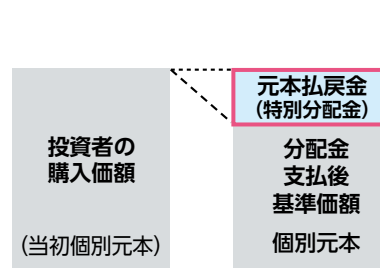 投資者の
購入価額
(当初個別元本)
元本払戻金
(特別分配金)
分配金
支払後
基準価額
個別元本